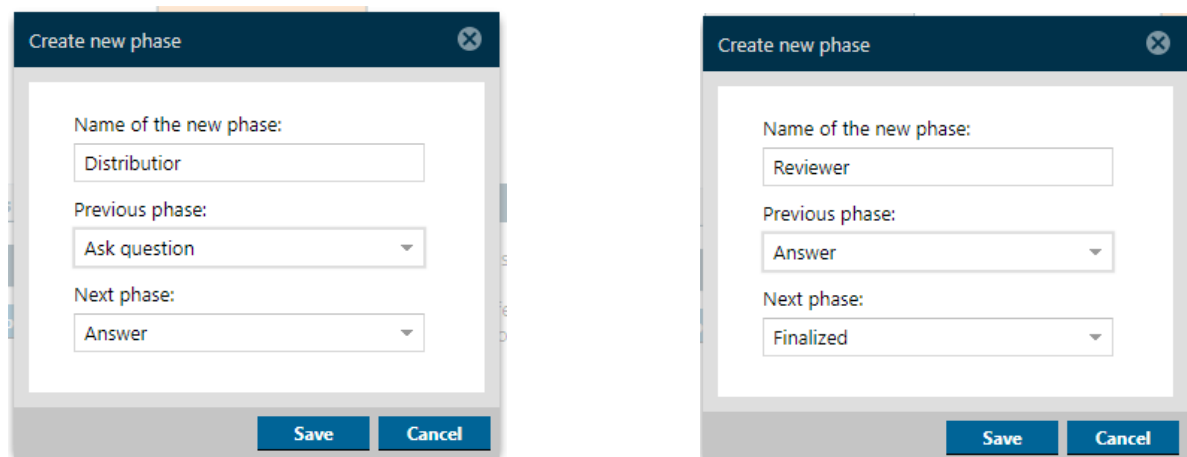 Create new phase
Name of the new phase:
Distributior
Previous phase:
Ask question
Next phase:
Answer
Save Cancel
Create new phase
Name of the new phase:
Reviewer
Previous phase:
Answer
Next phase:
Finalized
Save Cancel